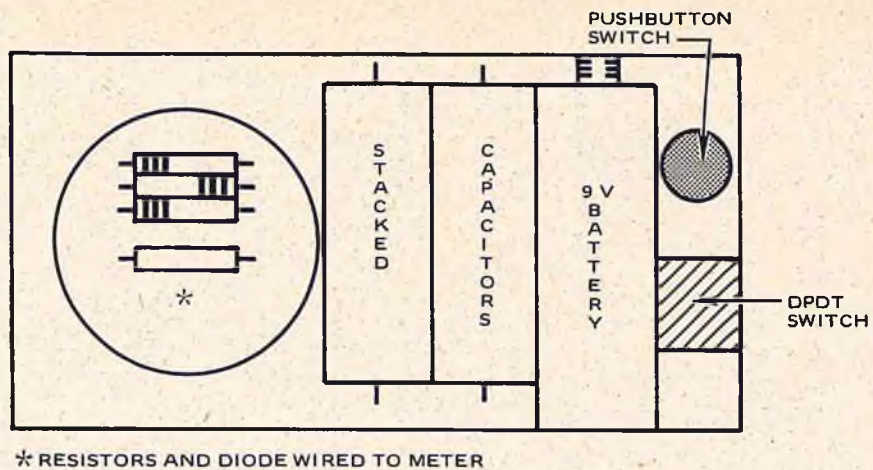 PUSHBUTTON
SWITCH
STACKED
CAPACITORS
9 V
BATTERY
DPDT
SWITCH
* RESISTORS AND DIODE WIRED TO METER
*